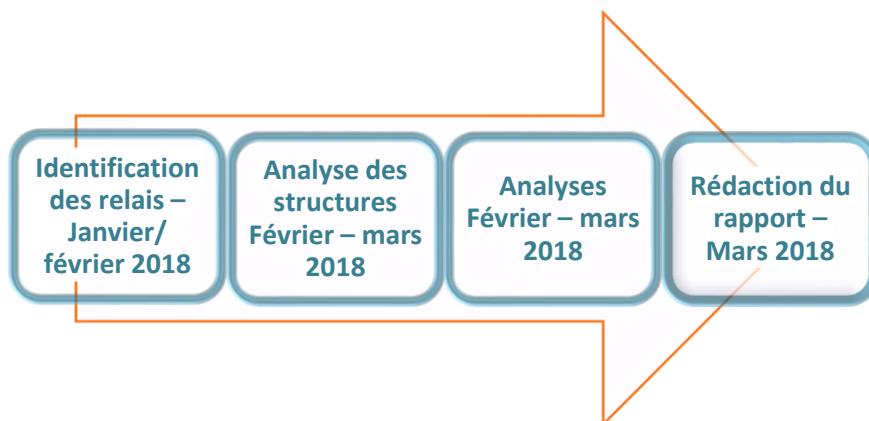 Identification
des relais –
Janvier/
février 2018
Analyse des
structures
Février – mars
2018
Analyses
Février – mars
2018
Rédaction du
rapport –
Mars 2018